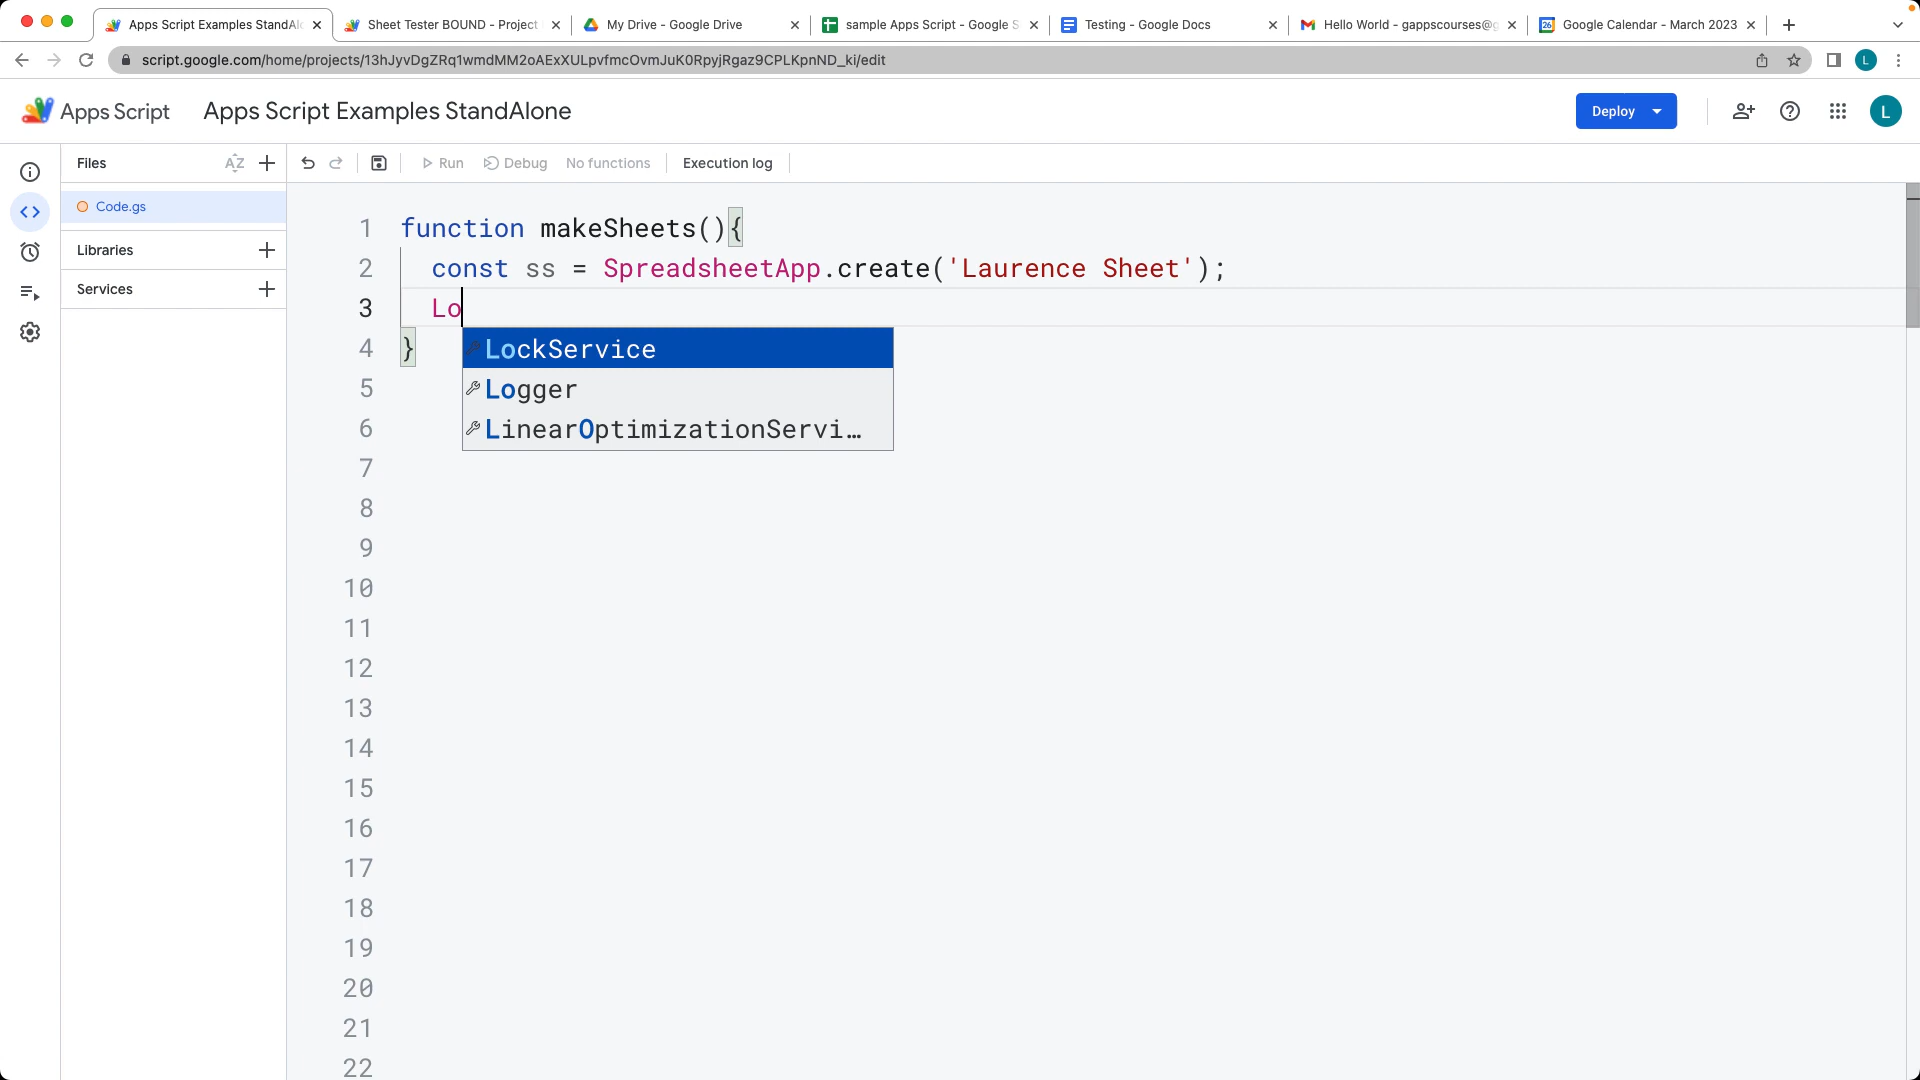 Apps Script Examples StandAlo
Sheet Tester BOUND - Project
My Drive - Google Drive
sample Apps Script - Google S
Testing - Google Docs
Hello World - gappscourses@g
26
Google Calendar - March 2023
script.google.com/home/projects/13hJyvDgZRq1wmdMM2oAExXULpvfmcOvmJuK0RpyjRgaz9CPLKpnND_ki/edit
L
Apps Script
Apps Script Examples StandAlone
Deploy
L
Files
AZ
Run
Debug
No functions
Execution log
Code.gs
Libraries
Services
1 function makeSheets(){
2 const ss = SpreadsheetApp.create('Laurence Sheet');
3 Lo
4 }
LockService
5
Logger
6
LinearOptimizationServi…
7
8
9
10
11
12
13
14
15
16
17
18
19
20
21
22